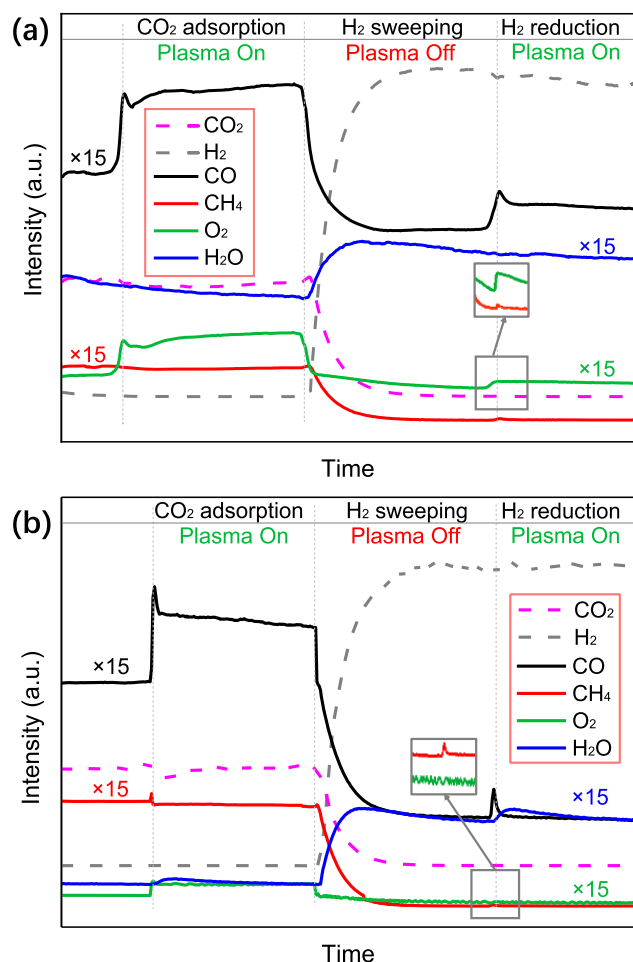 (a)
CO₂ adsorption H₂ sweeping H₂ reduction
Plasma On Plasma Off Plasma On
CO₂
H₂
CO
CH₄
O₂
H₂O
×15
×15
×15
×15
Intensity (a.u.)
Time
(b)
CO₂ adsorption H₂ sweeping H₂ reduction
Plasma On Plasma Off Plasma On
CO₂
H₂
CO
CH₄
O₂
H₂O
×15
×15
×15
×15
Intensity (a.u.)
Time